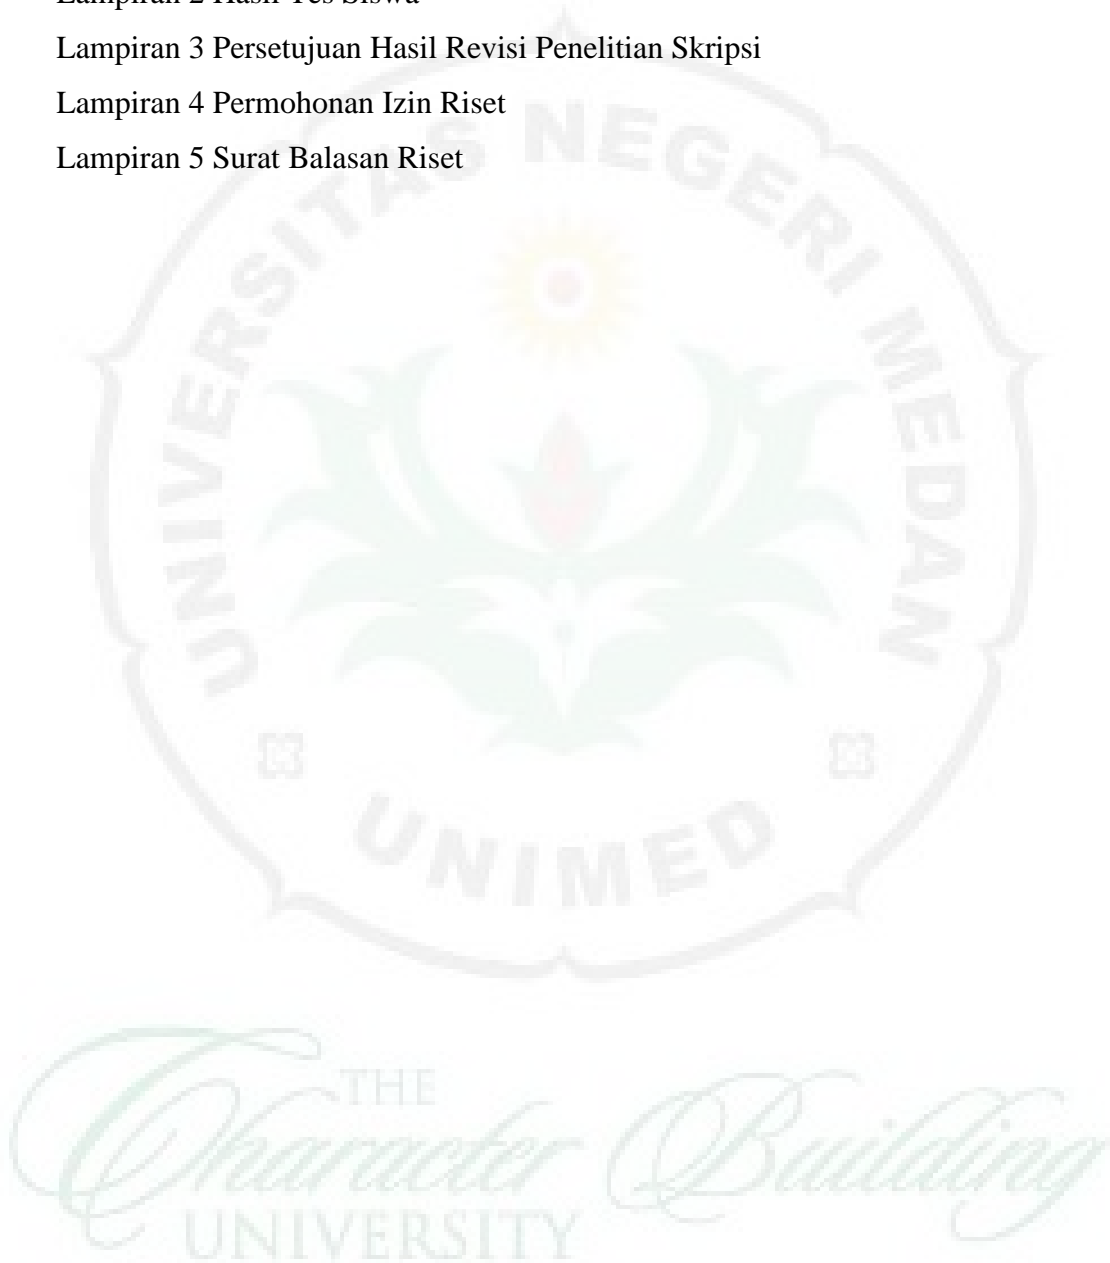 Lampiran 2 Hasil Tes Siswa
Lampiran 3 Persetujuan Hasil Revisi Penelitian Skripsi
Lampiran 4 Permohonan Izin Riset
Lampiran 5 Surat Balasan Riset
UNIVERSITAS NEGERI MEDAN
UNIMED
THE
Character Building
UNIVERSITY